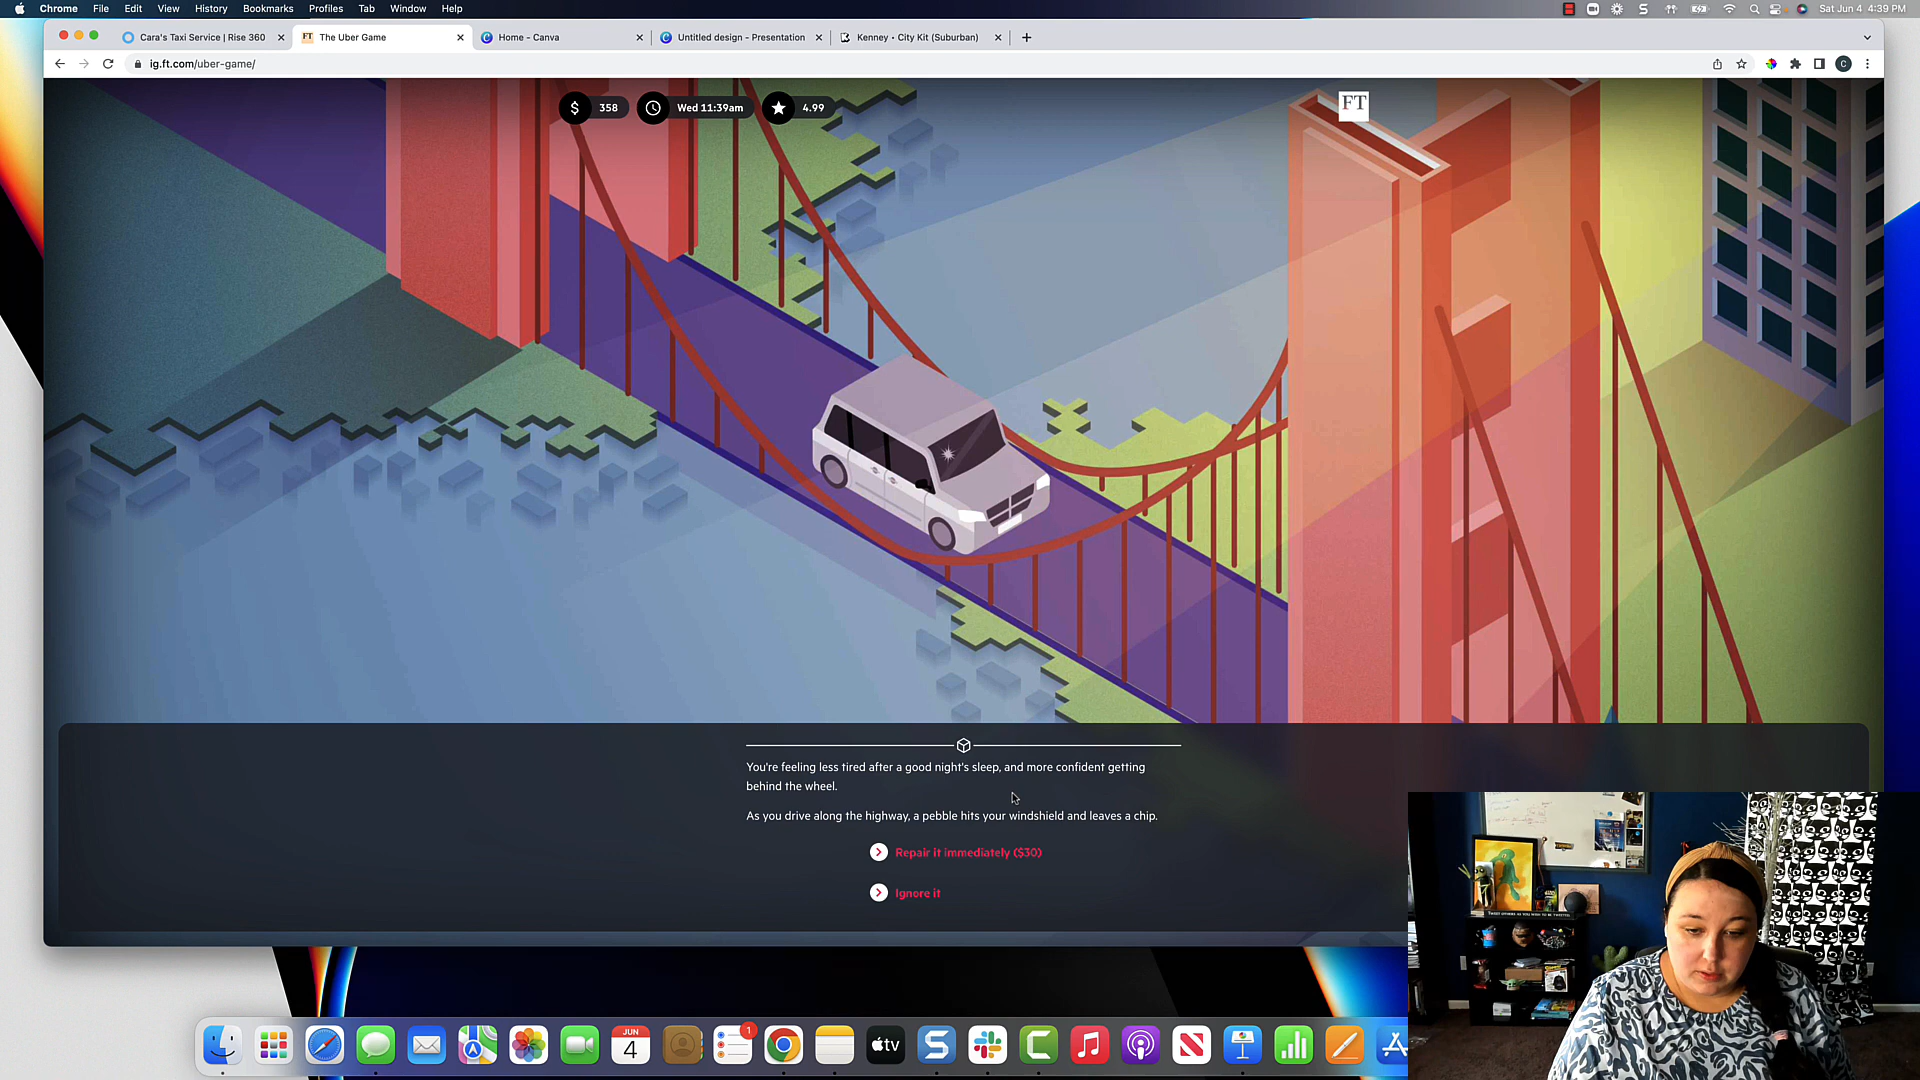 Chrome File Edit View History Bookmarks Profiles Tab Window Help
Sat Jun 4 4:39 PM
Cara's Taxi Service | Rise 360
FT The Uber Game
Home - Canva
Untitled design - Presentation
Kenney • City Kit (Suburban)
ig.ft.com/uber-game/
C
$ 358
Wed 11:39am
4.99
FT
You're feeling less tired after a good night's sleep, and more confident getting
behind the wheel.
As you drive along the highway, a pebble hits your windshield and leaves a chip.
Repair it immediately ($30)
Ignore it
JUN
4
1
tv